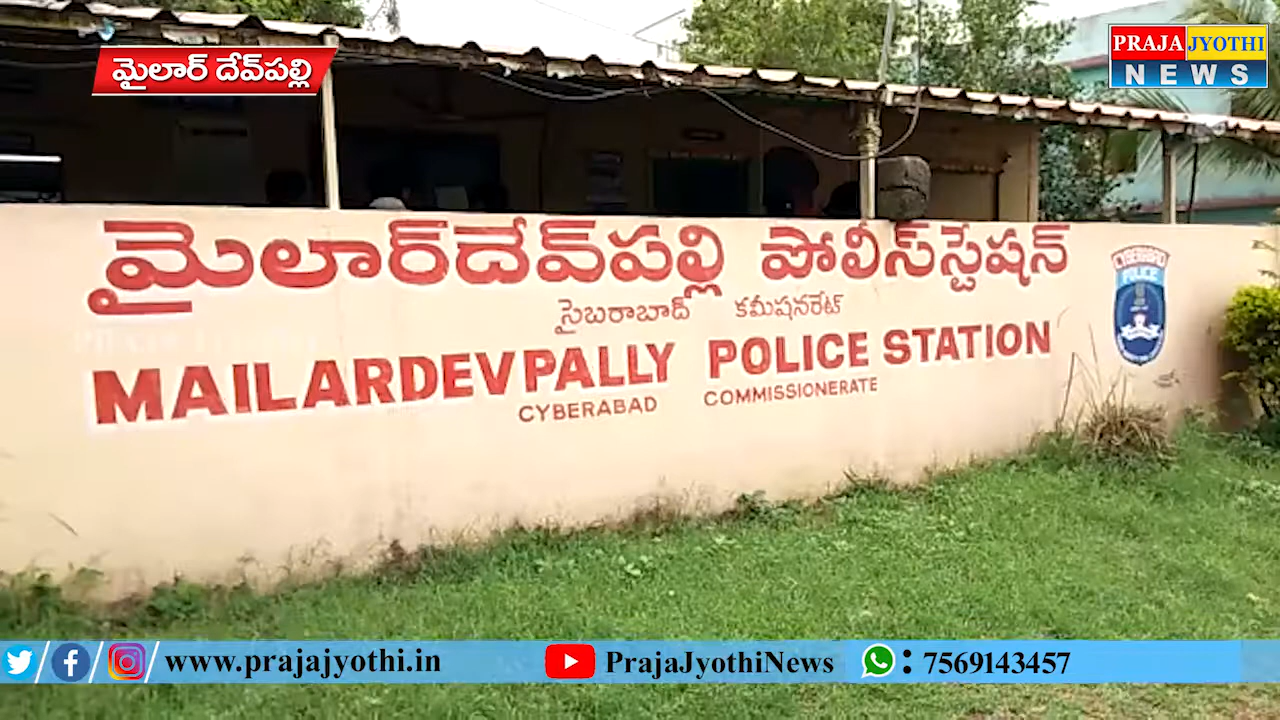 మైలార్ దేవ్‌పల్లి
PRAJA JYOTHI
NEWS
మైలార్‌దేవ్‌పల్లి పోలీస్‌స్టేషన్
సైబరాబాద్ కమీషనరేట్
MAILARDEVPALLY POLICE STATION
CYBERABAD COMMISSIONERATE
CYBERABAD
POLICE
www.prajajyothi.in
PrajaJyothiNews
: 7569143457